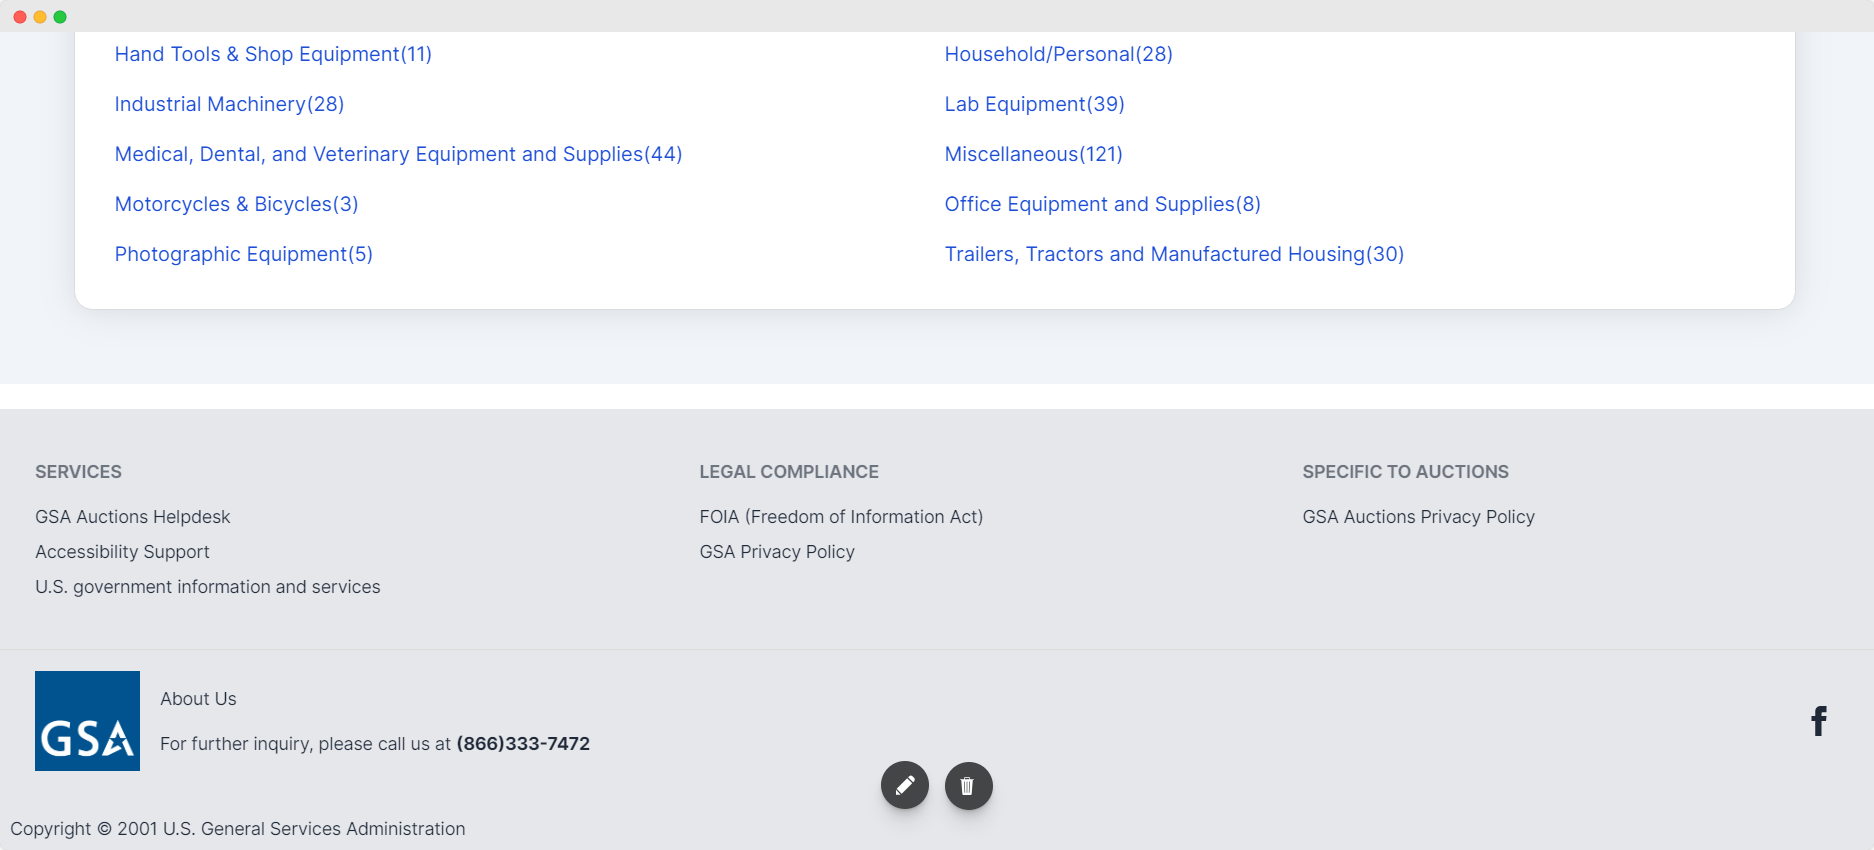 Hand Tools & Shop Equipment(11)
Household/Personal(28)
Industrial Machinery(28)
Lab Equipment(39)
Medical, Dental, and Veterinary Equipment and Supplies(44)
Miscellaneous(121)
Motorcycles & Bicycles(3)
Office Equipment and Supplies(8)
Photographic Equipment(5)
Trailers, Tractors and Manufactured Housing(30)
SERVICES
GSA Auctions Helpdesk
Accessibility Support
U.S. government information and services
LEGAL COMPLIANCE
FOIA (Freedom of Information Act)
GSA Privacy Policy
SPECIFIC TO AUCTIONS
GSA Auctions Privacy Policy
GSA
About Us
For further inquiry, please call us at (866)333-7472
Copyright © 2001 U.S. General Services Administration